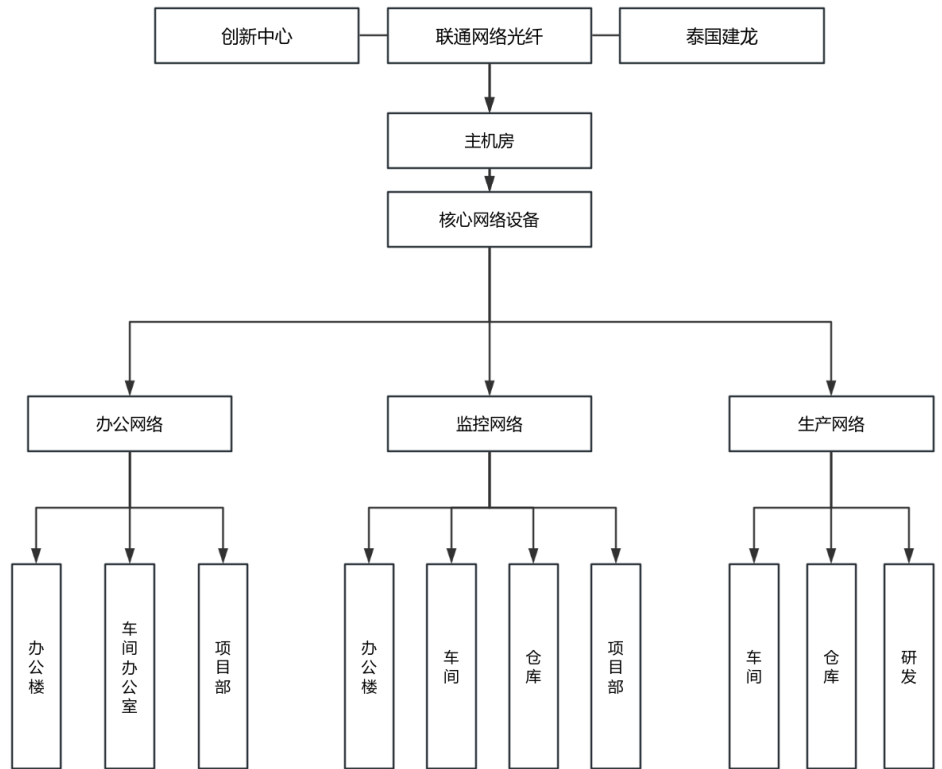 创新中心
联通网络光纤
泰国建龙
主机房
核心网络设备
办公网络
监控网络
生产网络
办公楼
车间办公室
项目部
办公楼
车间
仓库
项目部
车间
仓库
研发